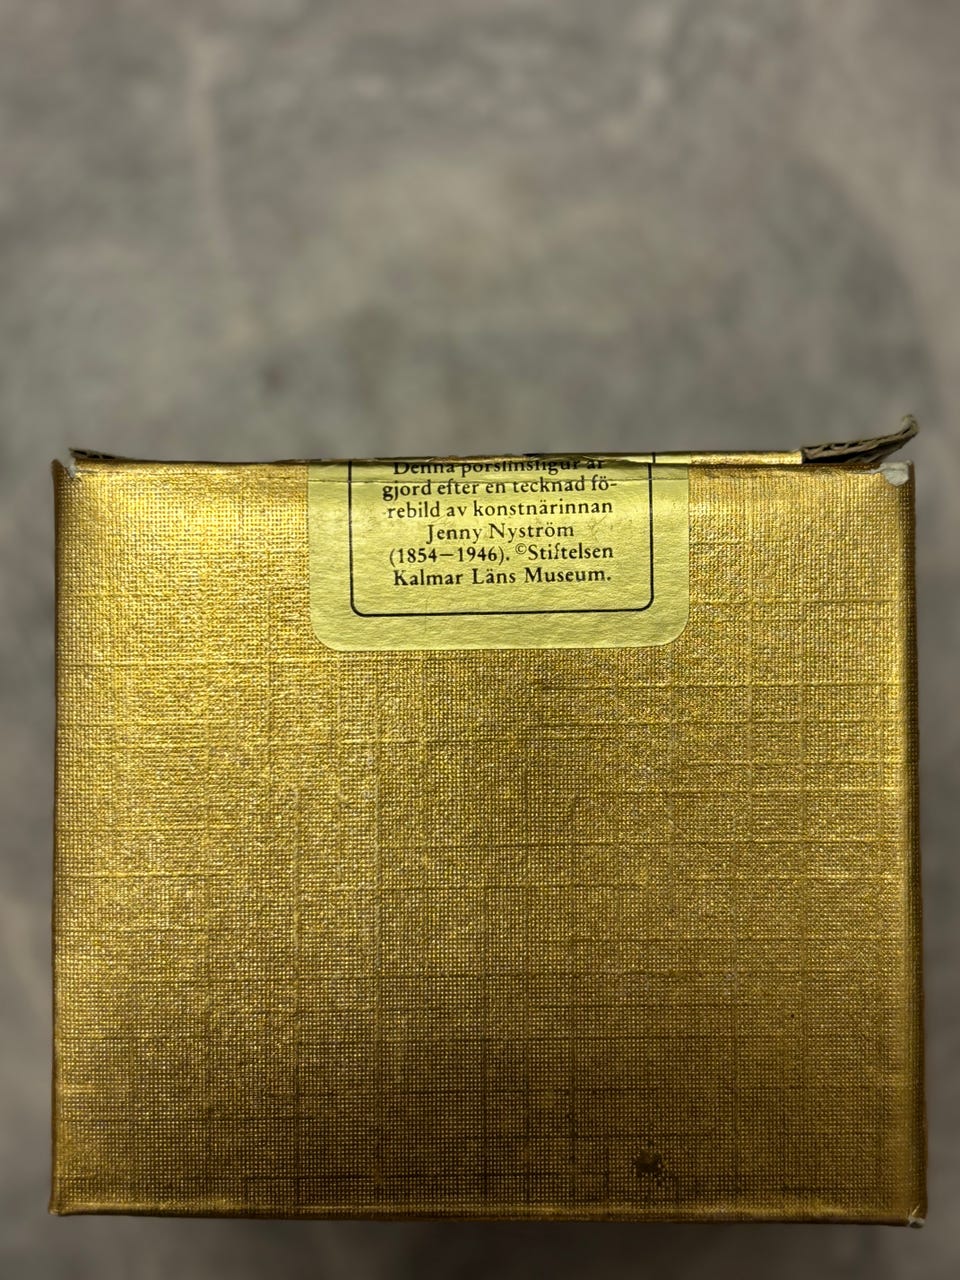 Denna porslinsfigur är
gjord efter en tecknad fö-
rebild av konstnärinnan
Jenny Nyström
(1854–1946). ©Stiftelsen
Kalmar Läns Museum.